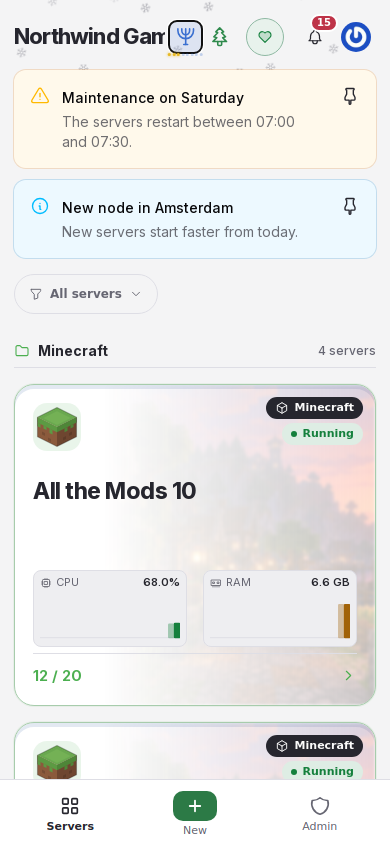 Northwind Gam
15
Maintenance on Saturday
The servers restart between 07:00
and 07:30.
New node in Amsterdam
New servers start faster from today.
All servers
Minecraft
4 servers
Minecraft
Running
All the Mods 10
CPU
68.0%
RAM
6.6 GB
12 / 20
Minecraft
Running
Servers
New
Admin